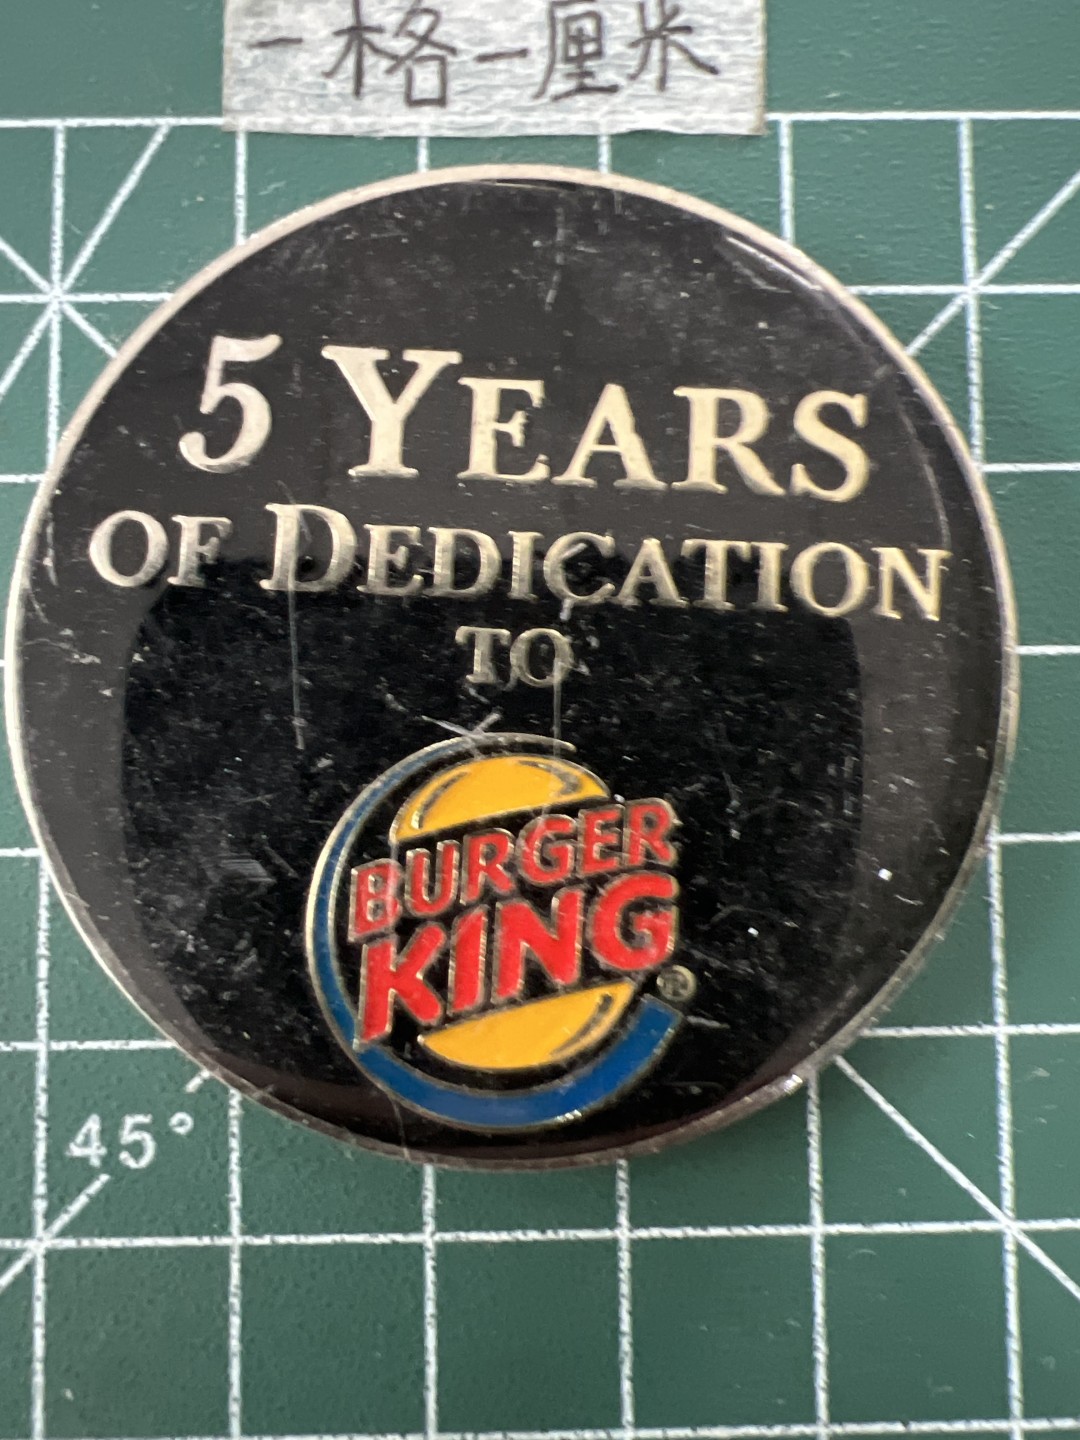 一格一厘米
5 YEARS
OF DEDICATION
TO
BURGER
KING
®
45°